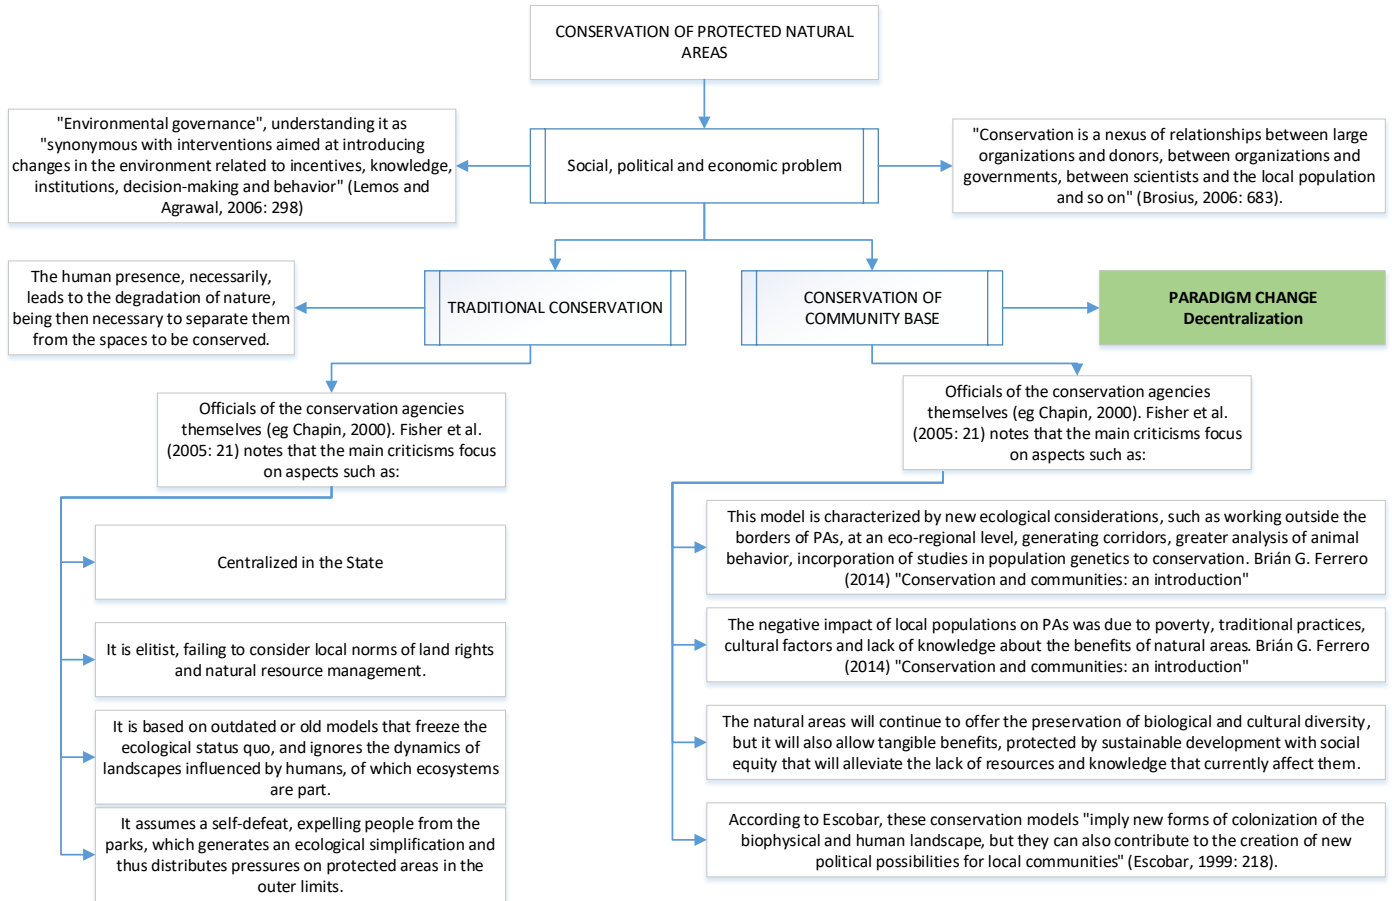 CONSERVATION OF PROTECTED NATURAL
AREAS
"Environmental governance", understanding it as
"synonymous with interventions aimed at introducing
changes in the environment related to incentives, knowledge,
institutions, decision-making and behavior" (Lemos and
Agrawal, 2006: 298)
Social, political and economic problem
"Conservation is a nexus of relationships between large
organizations and donors, between organizations and
governments, between scientists and the local population
and so on" (Brosius, 2006: 683).
The human presence, necessarily,
leads to the degradation of nature,
being then necessary to separate them
from the spaces to be conserved.
TRADITIONAL CONSERVATION
CONSERVATION OF
COMMUNITY BASE
PARADIGM CHANGE
Decentralization
Officials of the conservation agencies
themselves (eg Chapin, 2000). Fisher et al.
(2005: 21) notes that the main criticisms focus
on aspects such as:
Centralized in the State
It is elitist, failing to consider local norms of land rights
and natural resource management.
It is based on outdated or old models that freeze the
ecological status quo, and ignores the dynamics of
landscapes influenced by humans, of which ecosystems
are part.
It assumes a self-defeat, expelling people from the
parks, which generates an ecological simplification and
thus distributes pressures on protected areas in the
outer limits.
Officials of the conservation agencies
themselves (eg Chapin, 2000). Fisher et al.
(2005: 21) notes that the main criticisms focus
on aspects such as:
This model is characterized by new ecological considerations, such as working outside the
borders of PAs, at an eco-regional level, generating corridors, greater analysis of animal
behavior, incorporation of studies in population genetics to conservation. Brián G. Ferrero
(2014) "Conservation and communities: an introduction"
The negative impact of local populations on PAs was due to poverty, traditional practices,
cultural factors and lack of knowledge about the benefits of natural areas. Brián G. Ferrero
(2014) "Conservation and communities: an introduction"
The natural areas will continue to offer the preservation of biological and cultural diversity,
but it will also allow tangible benefits, protected by sustainable development with social
equity that will alleviate the lack of resources and knowledge that currently affect them.
According to Escobar, these conservation models "imply new forms of colonization of the
biophysical and human landscape, but they can also contribute to the creation of new
political possibilities for local communities" (Escobar, 1999: 218).